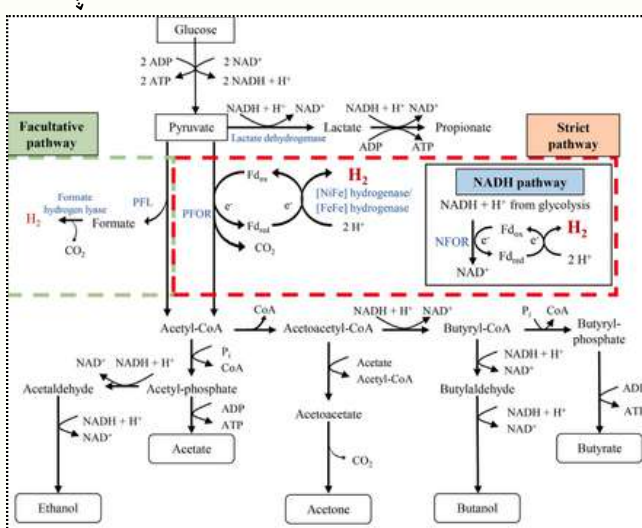 Glucose
2 ADP
2 NAD⁺
2 ATP
2 NADH + H⁺
Facultative
pathway
Pyruvate
NADH + H⁺
NAD⁺
Lactate dehydrogenase
Lactate
NADH + H⁺
NAD⁺
ADP
ATP
Propionate
Strict
pathway
Formate
hydrogen lyase
H₂
CO₂
Formate
PFL
PFOR
Fdox
e⁻
Fdred
CO₂
e⁻
H₂
[NiFe] hydrogenase/
[FeFe] hydrogenase
2 H⁺
NADH pathway
NADH + H⁺ from glycolysis
NFOR
e⁻
Fdox
Fdred
e⁻
H₂
2 H⁺
NAD⁺
Acetyl-CoA
CoA
Acetoacetyl-CoA
NADH + H⁺
NAD⁺
Butyryl-CoA
Pi
CoA
Butyryl-
phosphate
Pi
CoA
NAD⁺
NADH + H⁺
Acetaldehyde
Acetyl-phosphate
Acetate
Acetyl-CoA
NADH + H⁺
NAD⁺
Butylaldehyde
NADH + H⁺
NAD⁺
ADP
ATP
Acetoacetate
NADH + H⁺
NAD⁺
Acetate
CO₂
Butyrate
Ethanol
Acetone
Butanol